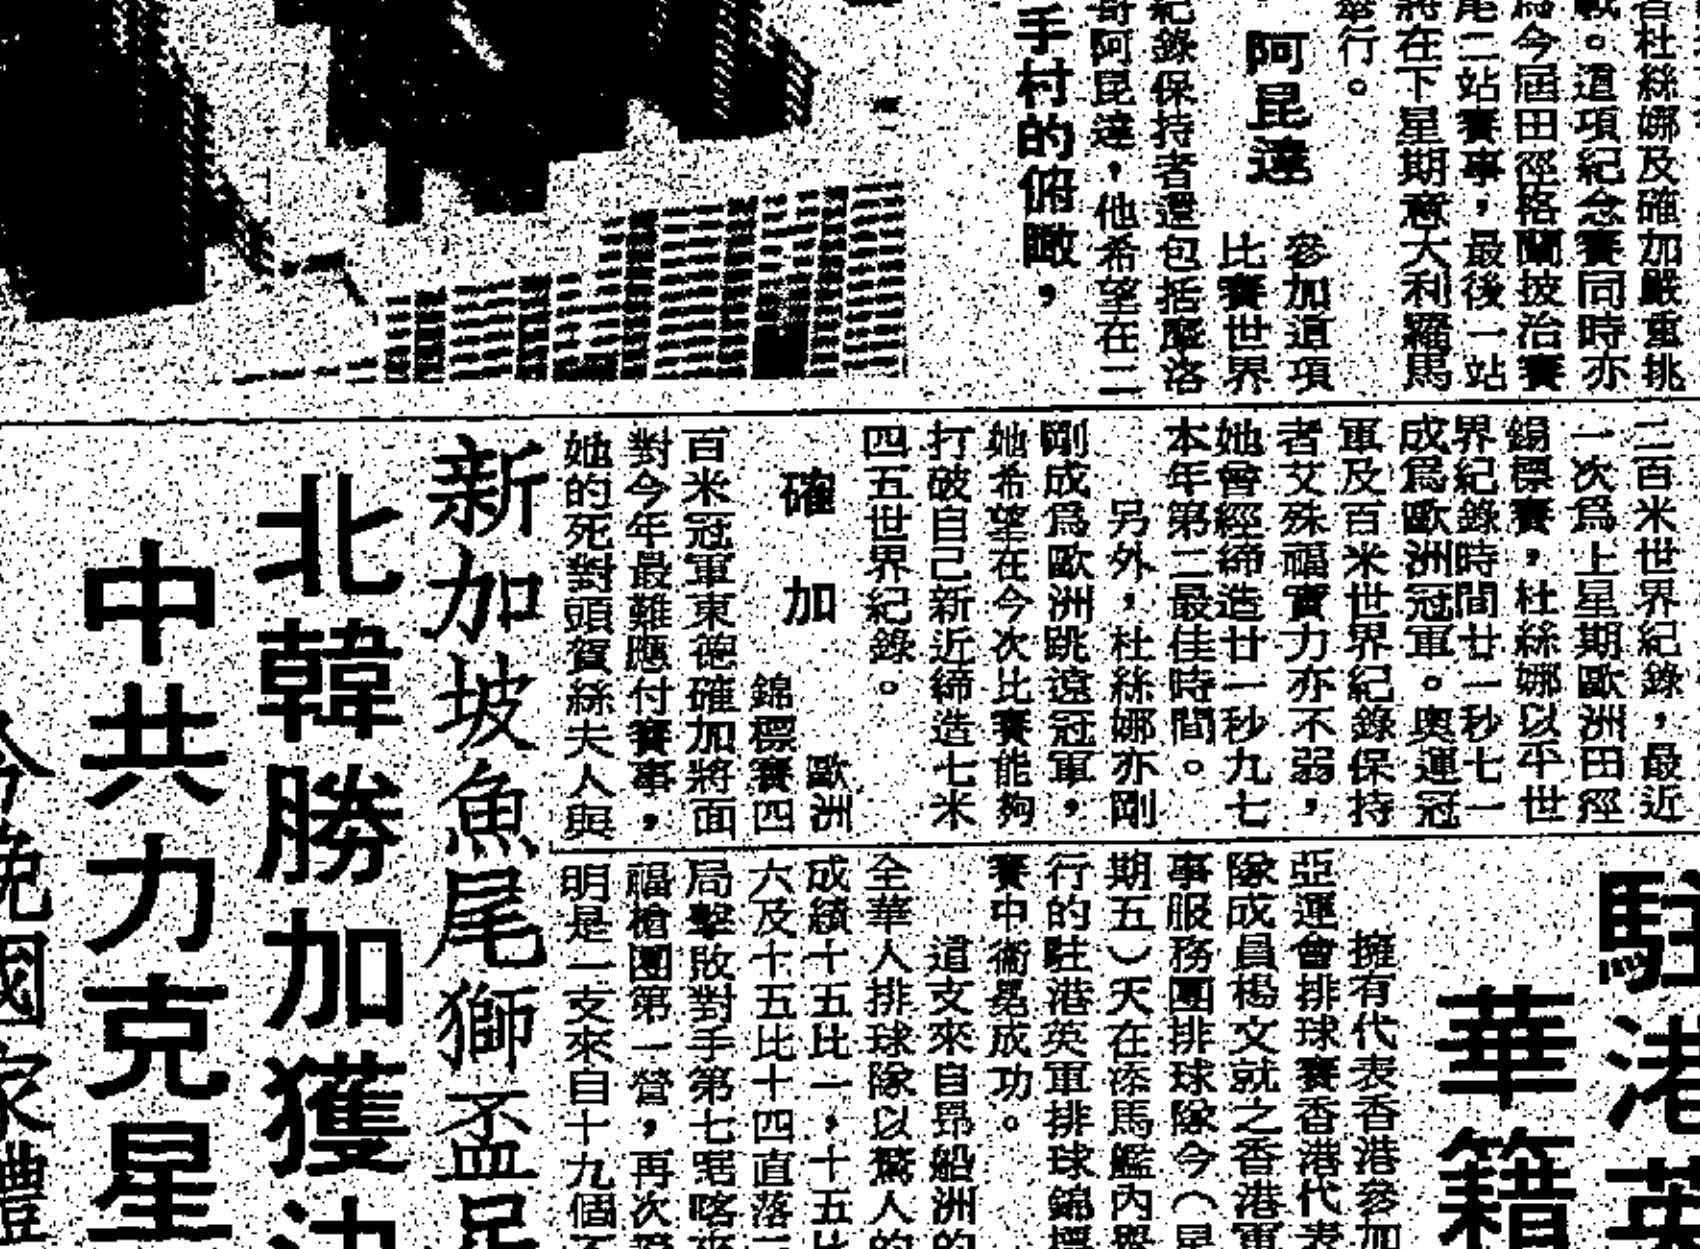 者杜絲娜及確加嚴重挑
戰。這項紀念賽同時亦
為今屆田徑格蘭披治賽
尾二站賽事，最後一站
將在下星期意大利羅馬
舉行。
阿昆達
參加這項
比賽世界
紀錄保持者還包括摩洛
哥阿昆達，他希望在二
手村的俯瞰，
二百米世界紀錄，最近
一次爲上星期歐洲田徑
錦標賽，杜絲娜以平世
界紀錄時間廿一秒七一
成爲歐洲冠軍。奧運冠
軍及百米世界紀錄保持
者艾殊福實力亦不弱，
她曾經締造廿一秒九七
本年第二最佳時間。
另外，杜絲娜亦剛
剛成爲歐洲跳遠冠軍，
她希望在今次比賽能夠
打破自己新近締造七米
四五世界紀錄。
確加
歐洲
錦標賽四
百米冠軍東德確加將面
對今年最難應付賽事，
她的死對頭賀絲夫人與
新加坡魚尾獅盃足
北韓勝加獲決
中共力克星
晚國家禮
駐港英
華籍
擁有代表香港參加
亞運會排球賽香港代表
隊成員楊文就之香港軍
事服務團排球隊今（星
期五）天在添馬艦內舉
行的駐港英軍排球錦標
賽中衞冕成功。
這支來自昂船洲的
全華人排球隊以驚人的
成績十五比一，十五比
六及十五比十四直落三
局擊敗對手第七啹喀來
福槍團第一營，再次證
明是一支來自十九個不